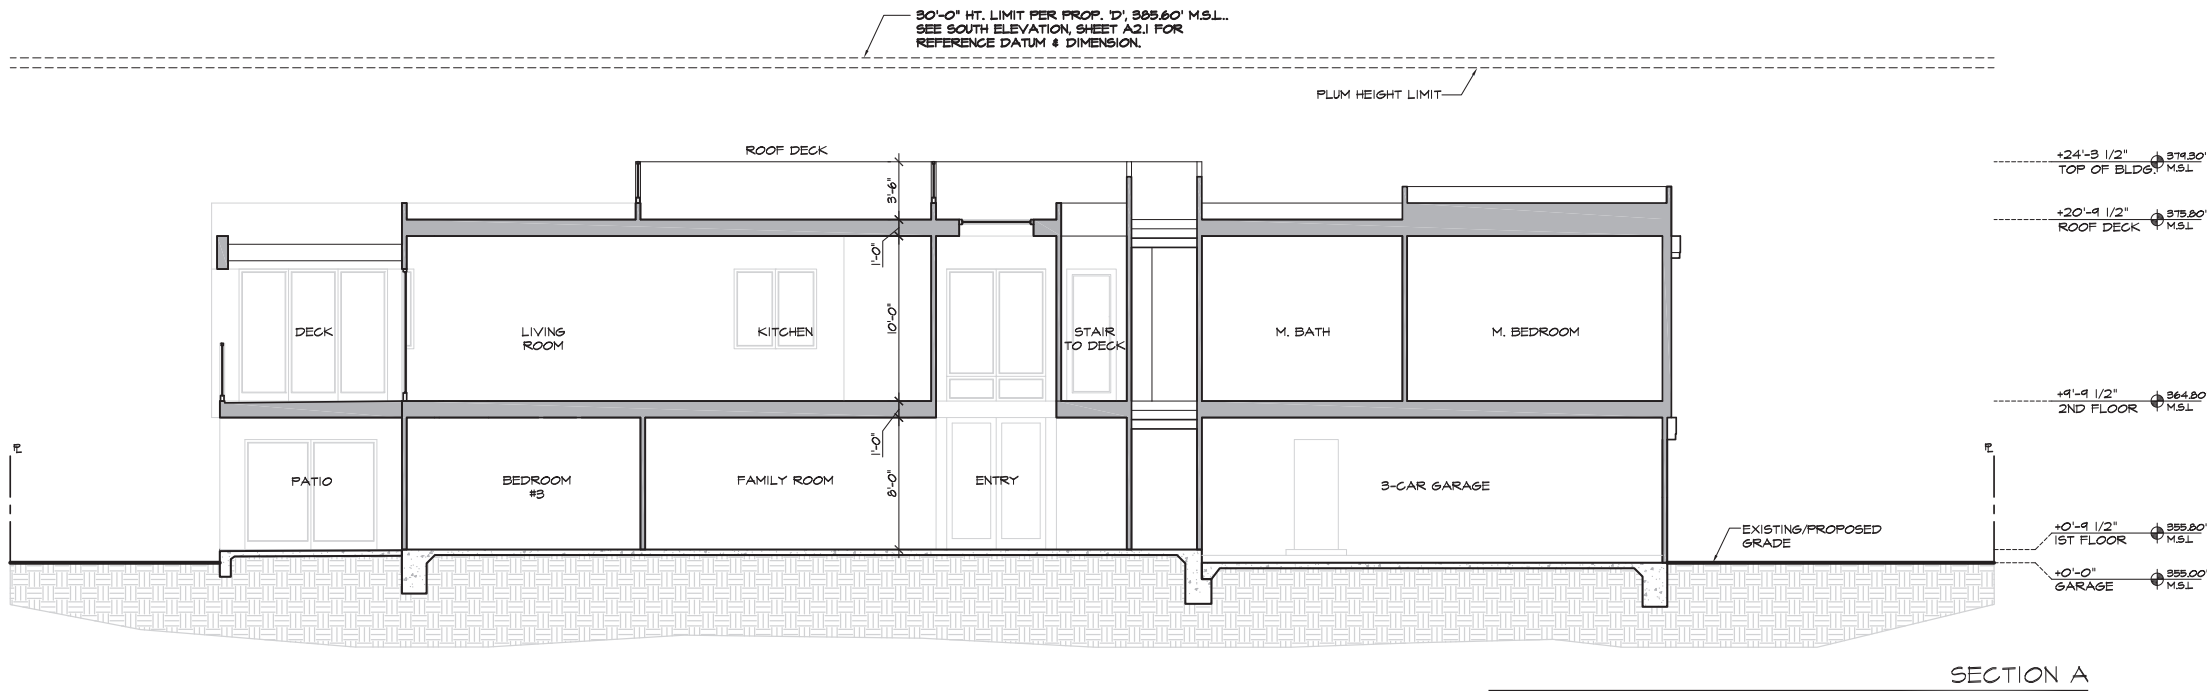 30'-0" HT. LIMIT PER PROP. 'D', 385.60' M.S.L..
SEE SOUTH ELEVATION, SHEET A2.1 FOR
REFERENCE DATUM & DIMENSION.
PLUM HEIGHT LIMIT
ROOF DECK
+24'-3 1/2"
TOP OF BLDG.
379.30'
M.S.L
3'-6"
+20'-9 1/2"
ROOF DECK
375.80'
M.S.L
1'-0"
10'-0"
DECK
LIVING
ROOM
KITCHEN
STAIR
TO DECK
M. BATH
M. BEDROOM
+9'-9 1/2"
2ND FLOOR
364.80
M.S.L
1'-0"
8'-0"
PL
PL
PATIO
BEDROOM
#3
FAMILY ROOM
ENTRY
3-CAR GARAGE
EXISTING/PROPOSED
GRADE
+0'-9 1/2"
1ST FLOOR
355.80'
M.S.L
+0'-0"
GARAGE
355.00'
M.S.L
SECTION A